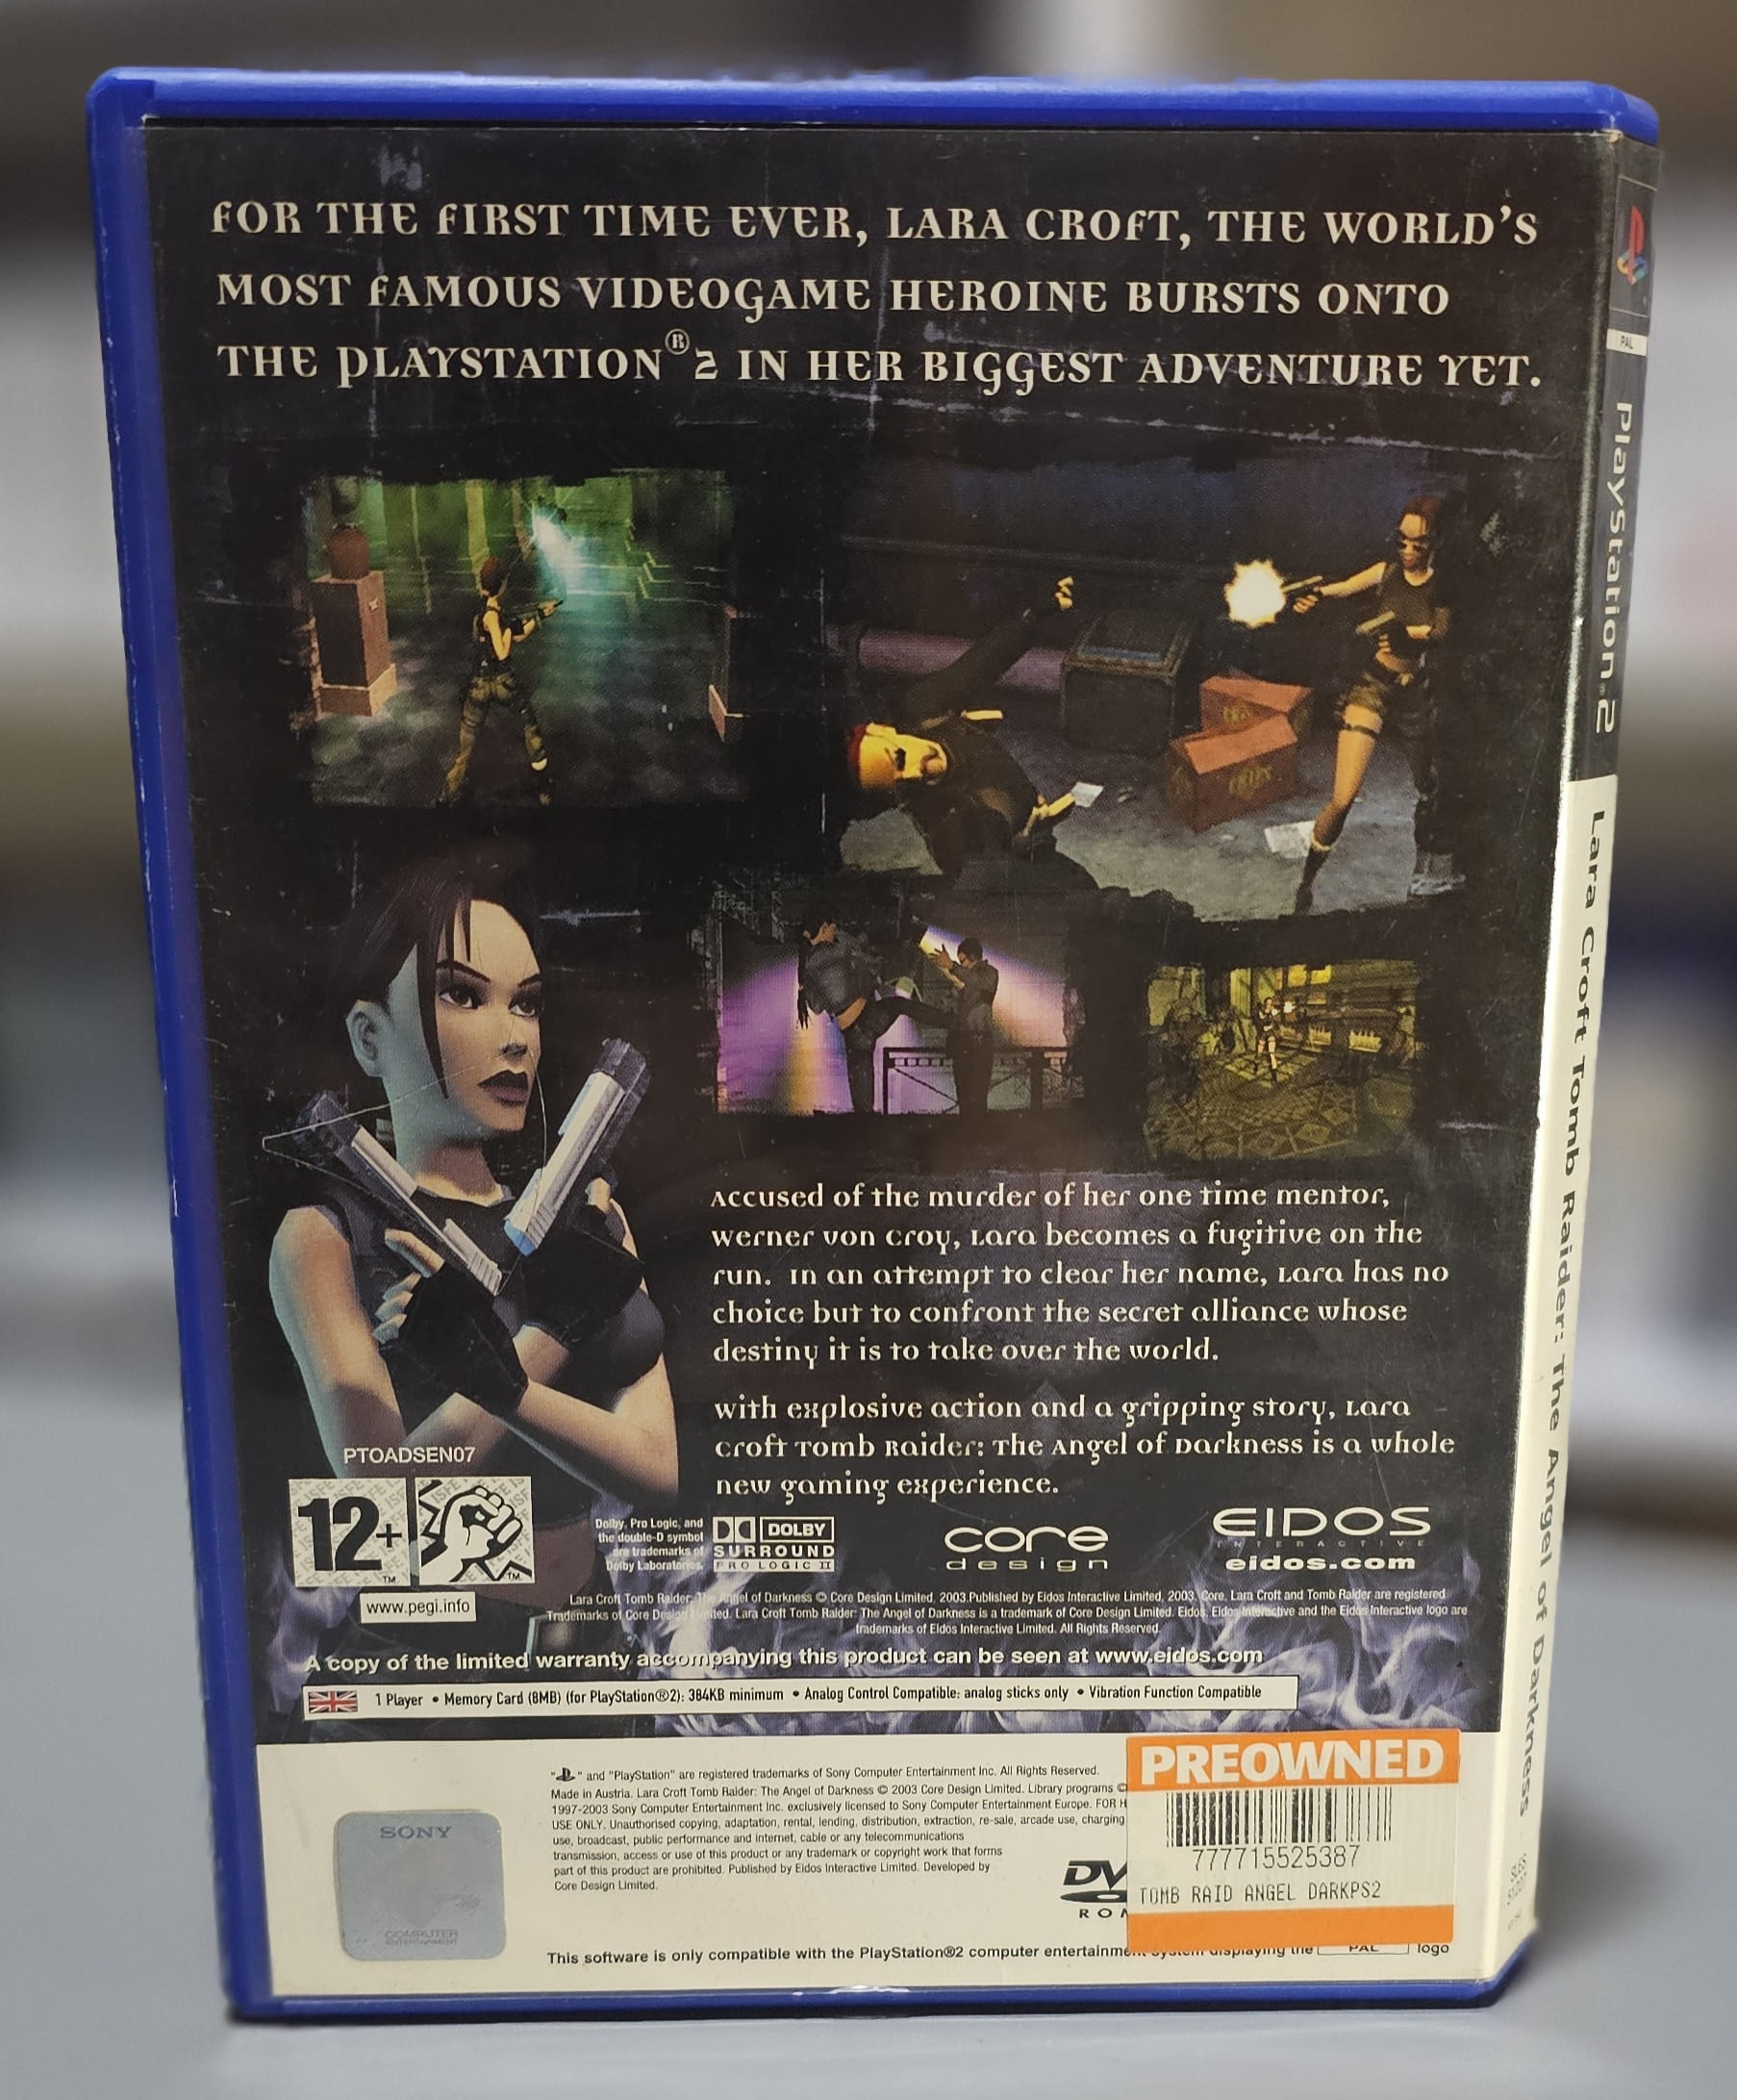 FOR THE FIRST TIME EVER, LARA CROFT, THE WORLD'S
MOST FAMOUS VIDEOGAME HEROINE BURSTS ONTO
THE PLAYSTATION®2 IN HER BIGGEST ADVENTURE YET.
Accused of the murder of her one time mentor,
Werner Von Croy, Lara becomes a fugitive on the
run. In an attempt to clear her name, Lara has no
choice but to confront the secret alliance whose
destiny it is to take over the world.
with explosive action and a gripping story, Lara
Croft Tomb Raider: The Angel of Darkness is a whole
new gaming experience.
PTOADSEN07
12+
TM
TM
www.pegi.info
Dolby, Pro Logic, and
the double-D symbol
are trademarks of
Dolby Laboratories.
DOLBY
SURROUND
PRO LOGIC II
core
design
EIDOS
INTERACTIVE
eidos.com
Lara Croft Tomb Raider: The Angel of Darkness © Core Design Limited, 2003.Published by Eidos Interactive Limited, 2003. Core, Lara Croft and Tomb Raider are registered
Trademarks of Core Design Limited. Lara Croft Tomb Raider: The Angel of Darkness is a trademark of Core Design Limited. Eidos, Eidos Interactive and the Eidos Interactive logo are
trademarks of Eidos Interactive Limited. All Rights Reserved.
A copy of the limited warranty accompanying this product can be seen at www.eidos.com
1 Player • Memory Card (8MB) (for PlayStation®2): 384KB minimum • Analog Control Compatible: analog sticks only • Vibration Function Compatible
" " and "PlayStation" are registered trademarks of Sony Computer Entertainment Inc. All Rights Reserved.
Made in Austria. Lara Croft Tomb Raider: The Angel of Darkness © 2003 Core Design Limited. Library programs ©
1997-2003 Sony Computer Entertainment Inc. exclusively licensed to Sony Computer Entertainment Europe. FOR H
USE ONLY. Unauthorised copying, adaptation, rental, lending, distribution, extraction, re-sale, arcade use, charging
use, broadcast, public performance and internet, cable or any telecommunications
transmission, access or use of this product or any trademark or copyright work that forms
part of this product are prohibited. Published by Eidos Interactive Limited. Developed by
Core Design Limited.
SONY
COMPUTER
ENTERTAINMENT
DV
RO
PREOWNED
777715525387
TOMB RAID ANGEL DARKPS2
This software is only compatible with the PlayStation®2 computer entertainme system displaying the PAL logo
PAL
PlayStation®2
Lara Croft Tomb Raider: The Angel of Darkness